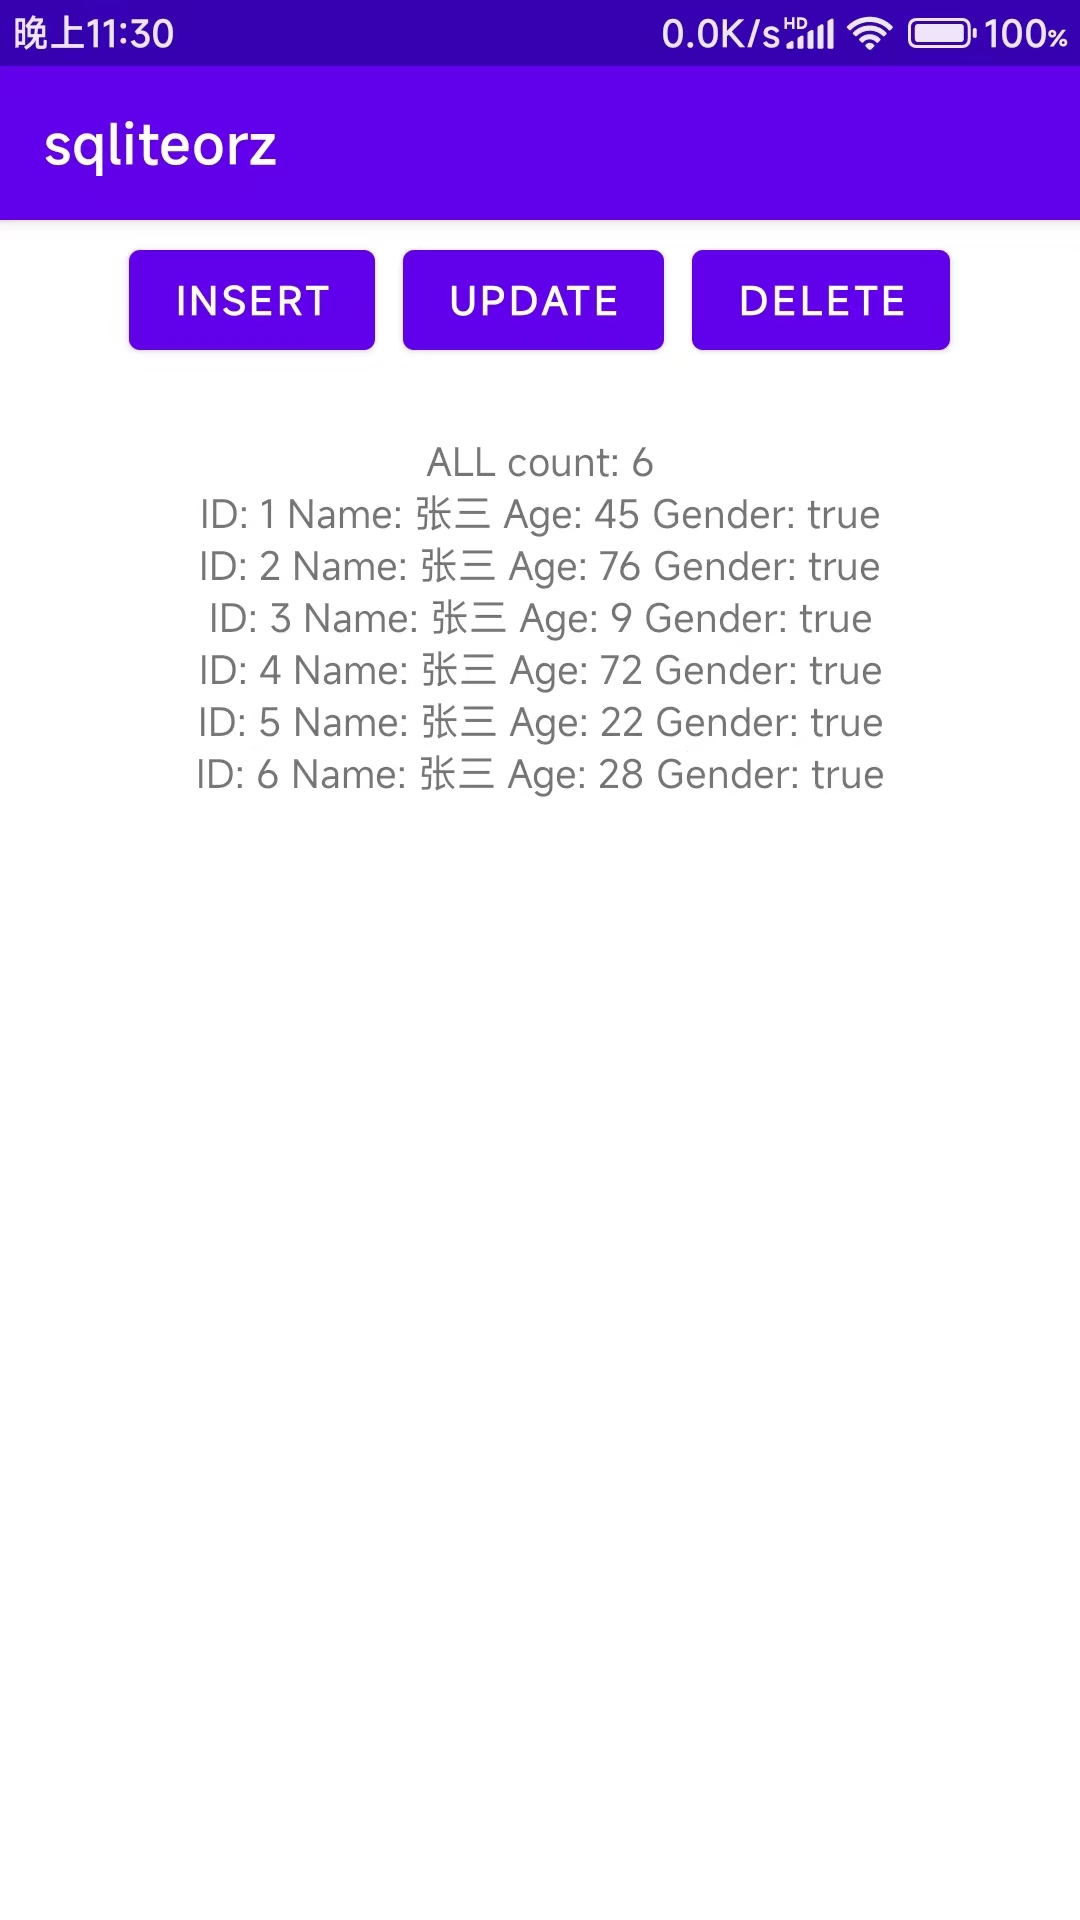 晚上11:30 0.0K/s HD 100%
sqliteorz
INSERT UPDATE DELETE
ALL count: 6
ID: 1 Name: 张三 Age: 45 Gender: true
ID: 2 Name: 张三 Age: 76 Gender: true
ID: 3 Name: 张三 Age: 9 Gender: true
ID: 4 Name: 张三 Age: 72 Gender: true
ID: 5 Name: 张三 Age: 22 Gender: true
ID: 6 Name: 张三 Age: 28 Gender: true